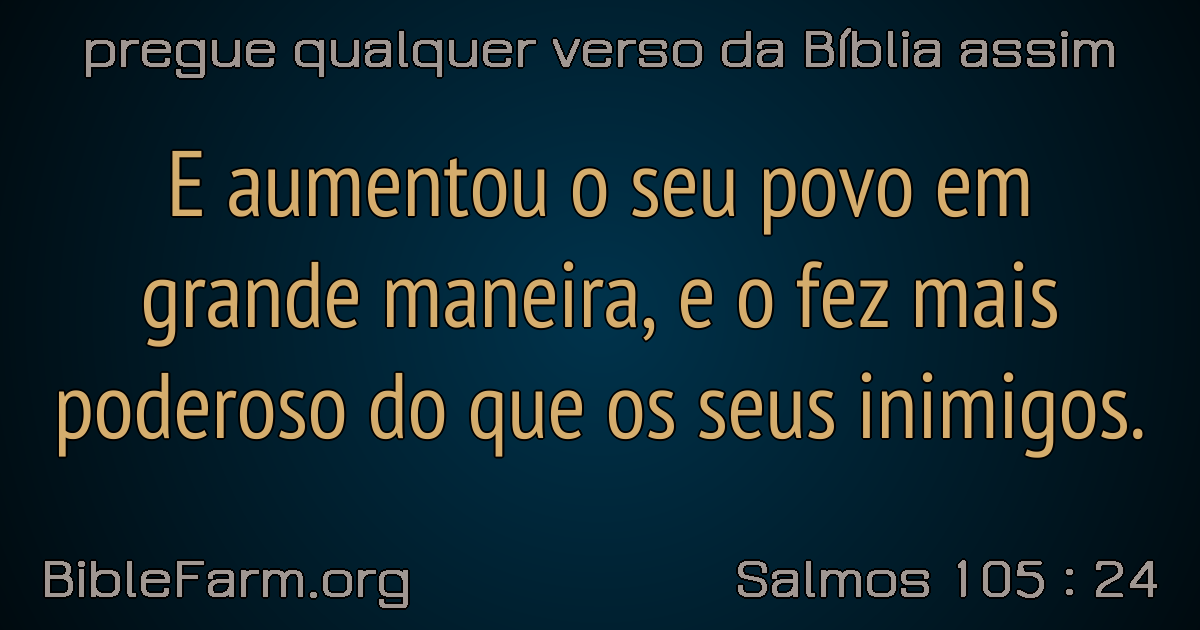 pregue qualquer verso da Bíblia assim
E aumentou o seu povo em
grande maneira, e o fez mais
poderoso do que os seus inimigos.
BibleFarm.org
Salmos 105 : 24